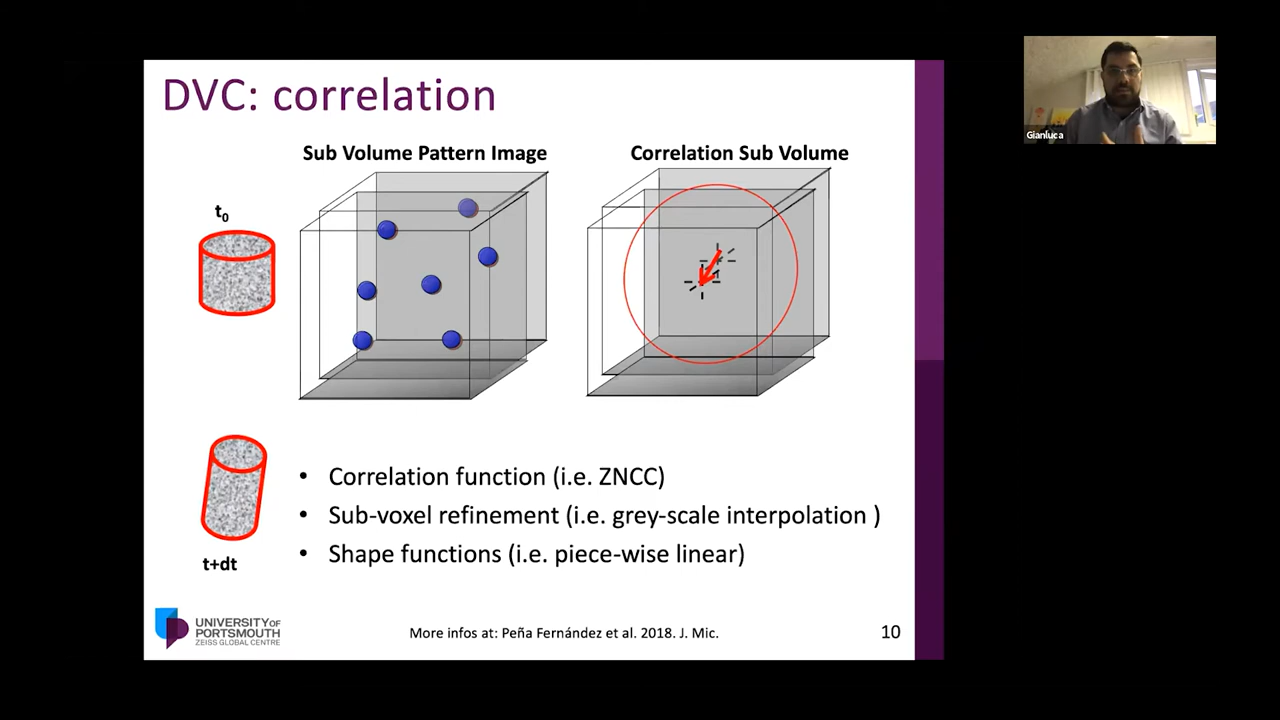 DVC: correlation
Sub Volume Pattern Image
Correlation Sub Volume
t0
t+dt
• Correlation function (i.e. ZNCC)
• Sub-voxel refinement (i.e. grey-scale interpolation )
• Shape functions (i.e. piece-wise linear)
UNIVERSITY OF
PORTSMOUTH
ZEISS GLOBAL CENTRE
More infos at: Peña Fernández et al. 2018. J. Mic.
10
Gianluca